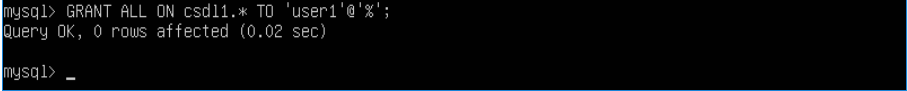 mysql> GRANT ALL ON csdl1.* TO 'user1'@'%';
Query OK, 0 rows affected (0.02 sec)
mysql> _